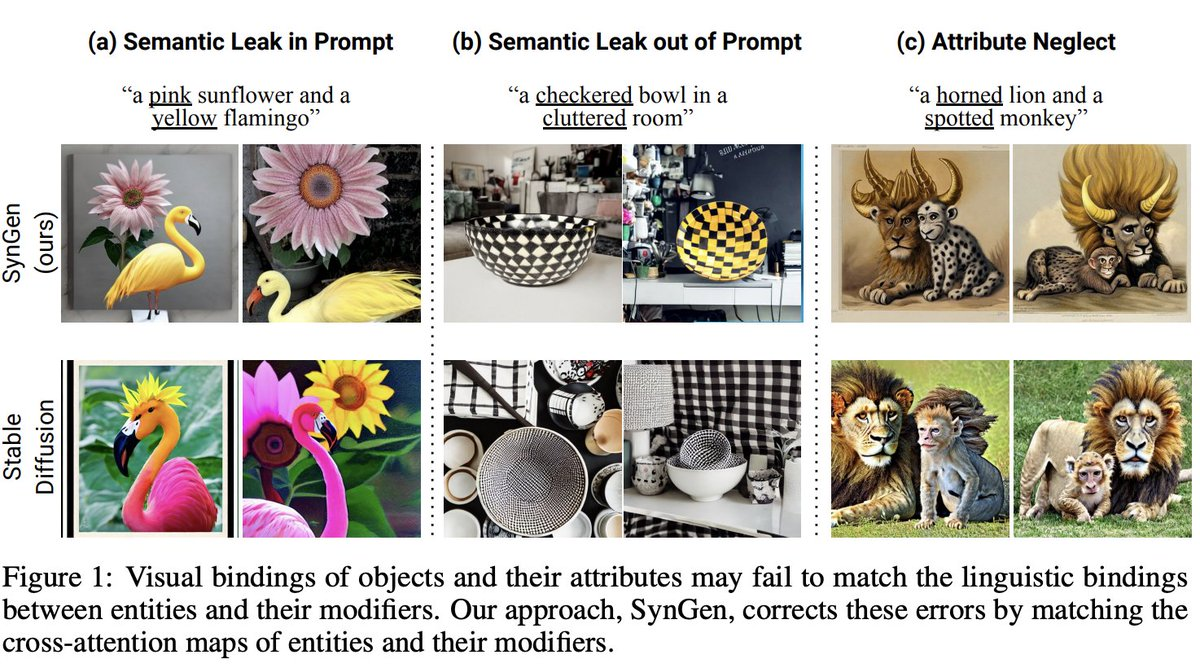 (a) Semantic Leak in Prompt
“a pink sunflower and a
yellow flamingo”
(b) Semantic Leak out of Prompt
“a checkered bowl in a
cluttered room”
(c) Attribute Neglect
“a horned lion and a
spotted monkey”
SynGen
(ours)
Stable
Diffusion
Figure 1: Visual bindings of objects and their attributes may fail to match the linguistic bindings
between entities and their modifiers. Our approach, SynGen, corrects these errors by matching the
cross-attention maps of entities and their modifiers.